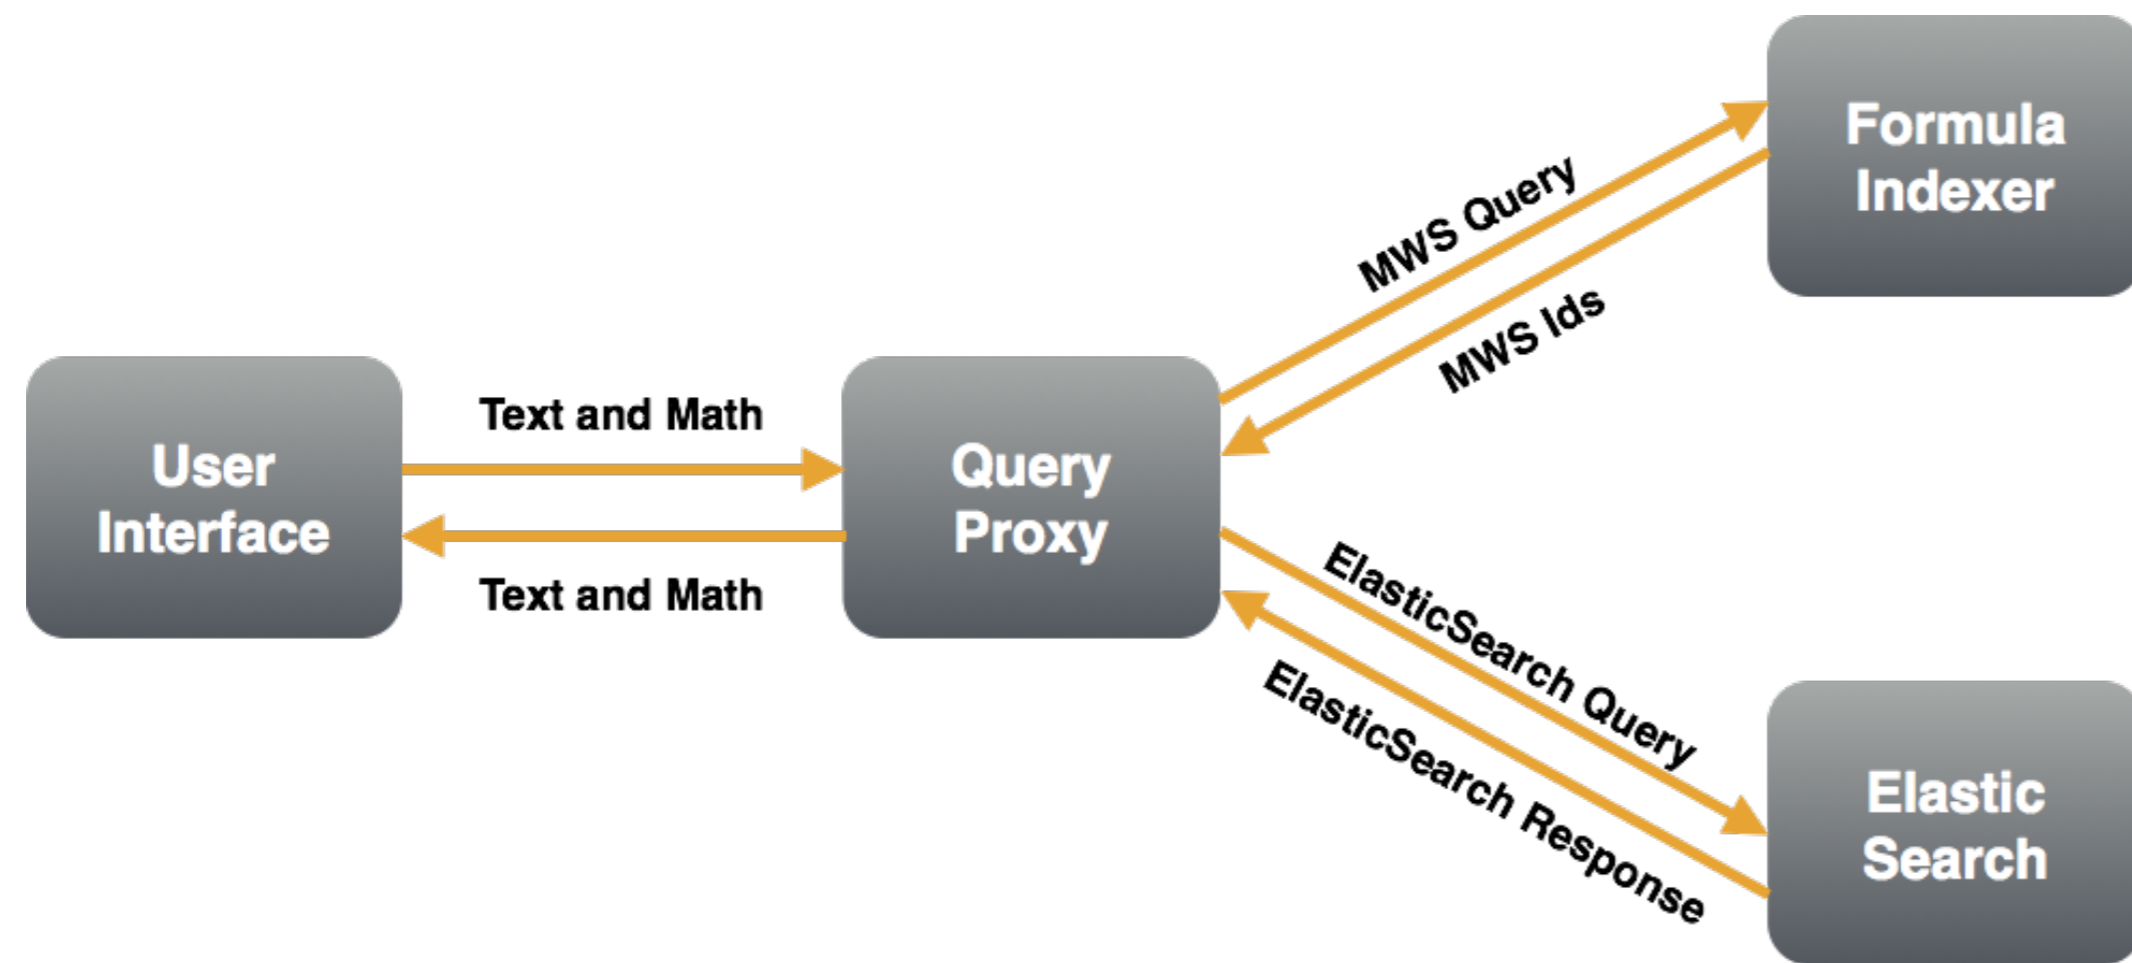 Formula
Indexer
MWS Query
MWS Ids
Text and Math
User
Interface
Query
Proxy
Text and Math
ElasticSearch Query
ElasticSearch Response
Elastic
Search